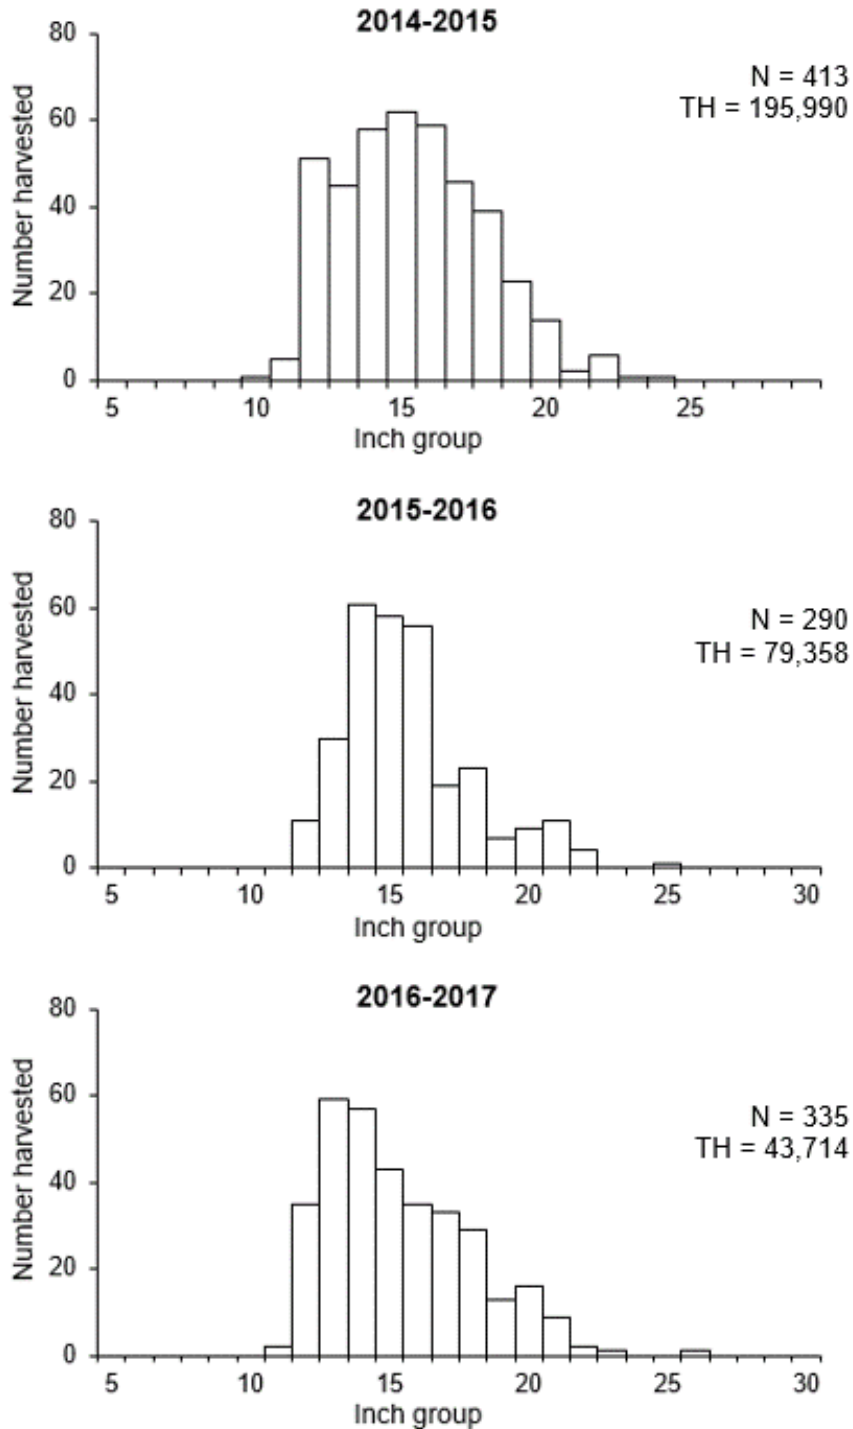 2014-2015
N = 413
TH = 195,990
Number harvested
80
60
40
20
0
5 10 15 20 25
Inch group
2015-2016
N = 290
TH = 79,358
Number harvested
80
60
40
20
0
5 10 15 20 25 30
Inch group
2016-2017
N = 335
TH = 43,714
Number harvested
80
60
40
20
0
5 10 15 20 25 30
Inch group